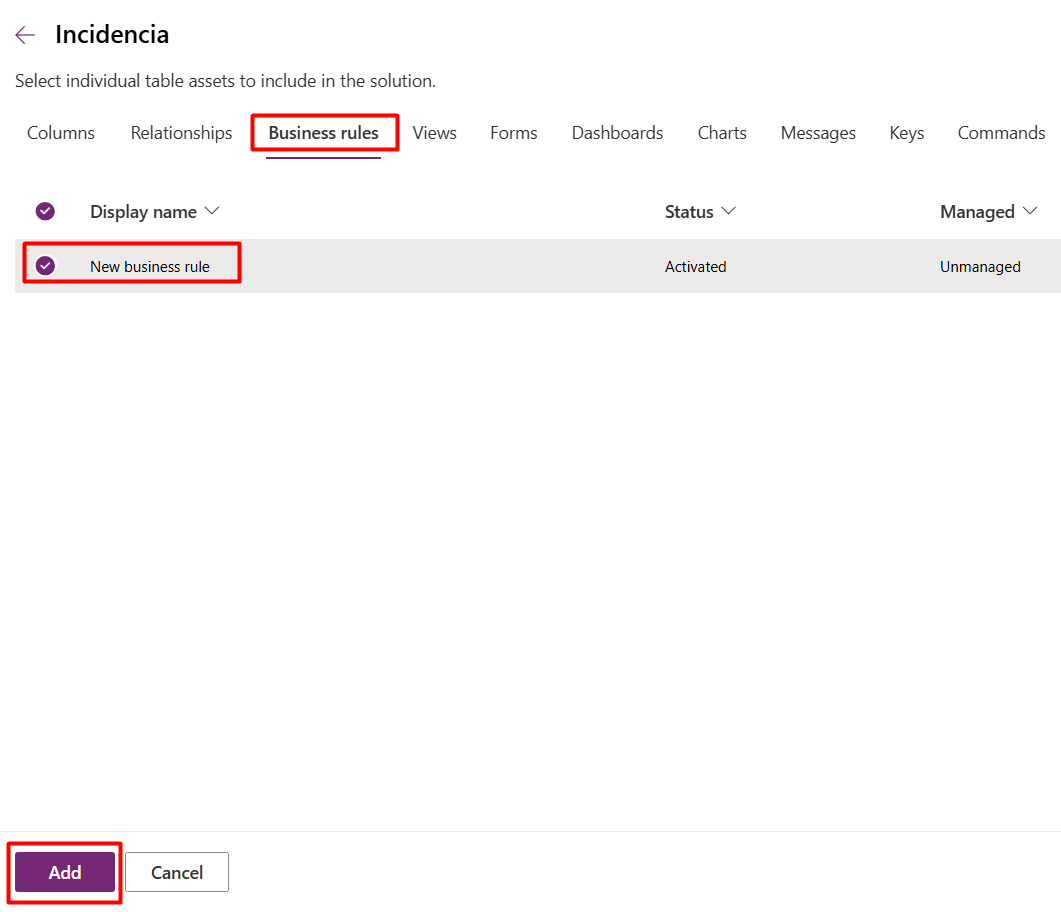 Incidencia
Select individual table assets to include in the solution.
Columns Relationships Business rules Views Forms Dashboards Charts Messages Keys Commands
Display name Status Managed
New business rule Activated Unmanaged
Add Cancel